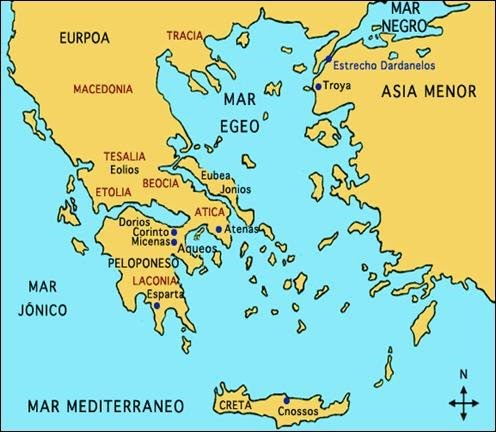 MAR
NEGRO
TRACIA
EURPOA
Estrecho Dardanelos
Troya
MACEDONIA
ASIA MENOR
MAR
EGEO
TESALIA
Eolios
Eubea
BEOCIA
Jonios
ETOLIA
ATICA
Dorios
Corinto
Atenas
Micenas
Aqueos
PELOPONESO
LACONIA
MAR
JÓNICO
Esparta
N
CRETA
Cnossos
MAR MEDITERRANEO